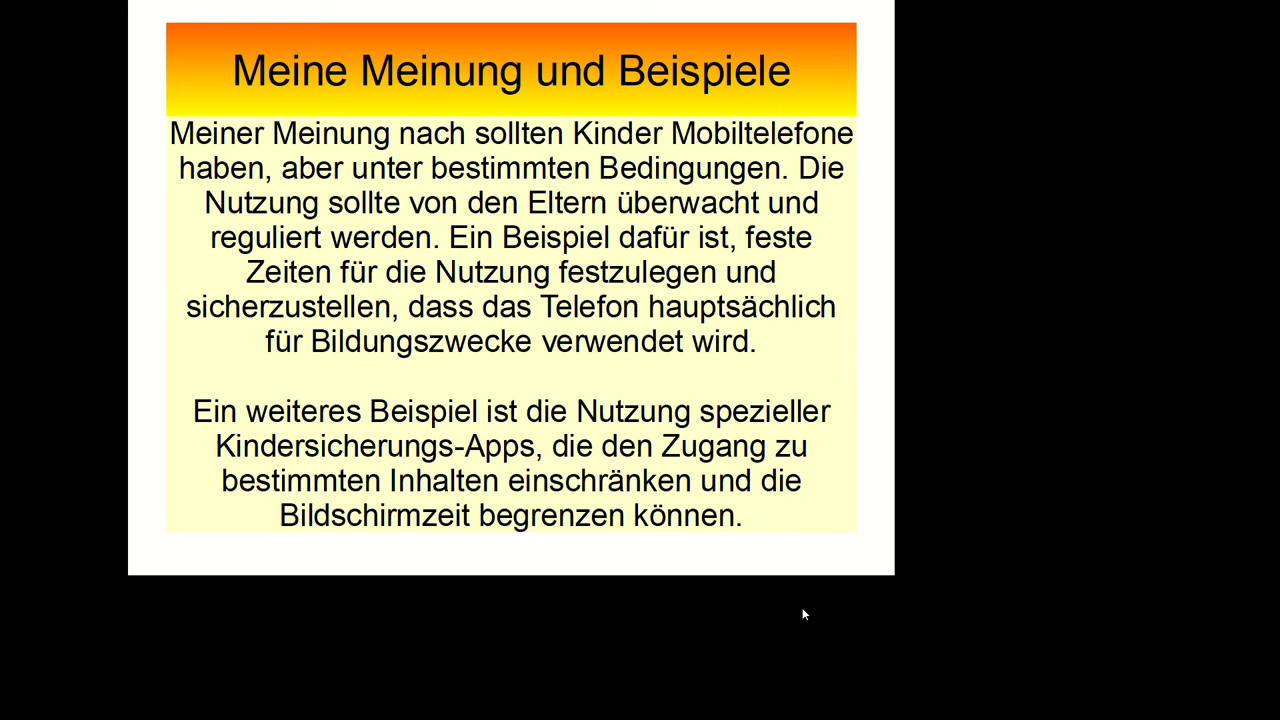 Meine Meinung und Beispiele
Meiner Meinung nach sollten Kinder Mobiltelefone
haben, aber unter bestimmten Bedingungen. Die
Nutzung sollte von den Eltern überwacht und
reguliert werden. Ein Beispiel dafür ist, feste
Zeiten für die Nutzung festzulegen und
sicherzustellen, dass das Telefon hauptsächlich
für Bildungszwecke verwendet wird.
Ein weiteres Beispiel ist die Nutzung spezieller
Kindersicherungs-Apps, die den Zugang zu
bestimmten Inhalten einschränken und die
Bildschirmzeit begrenzen können.